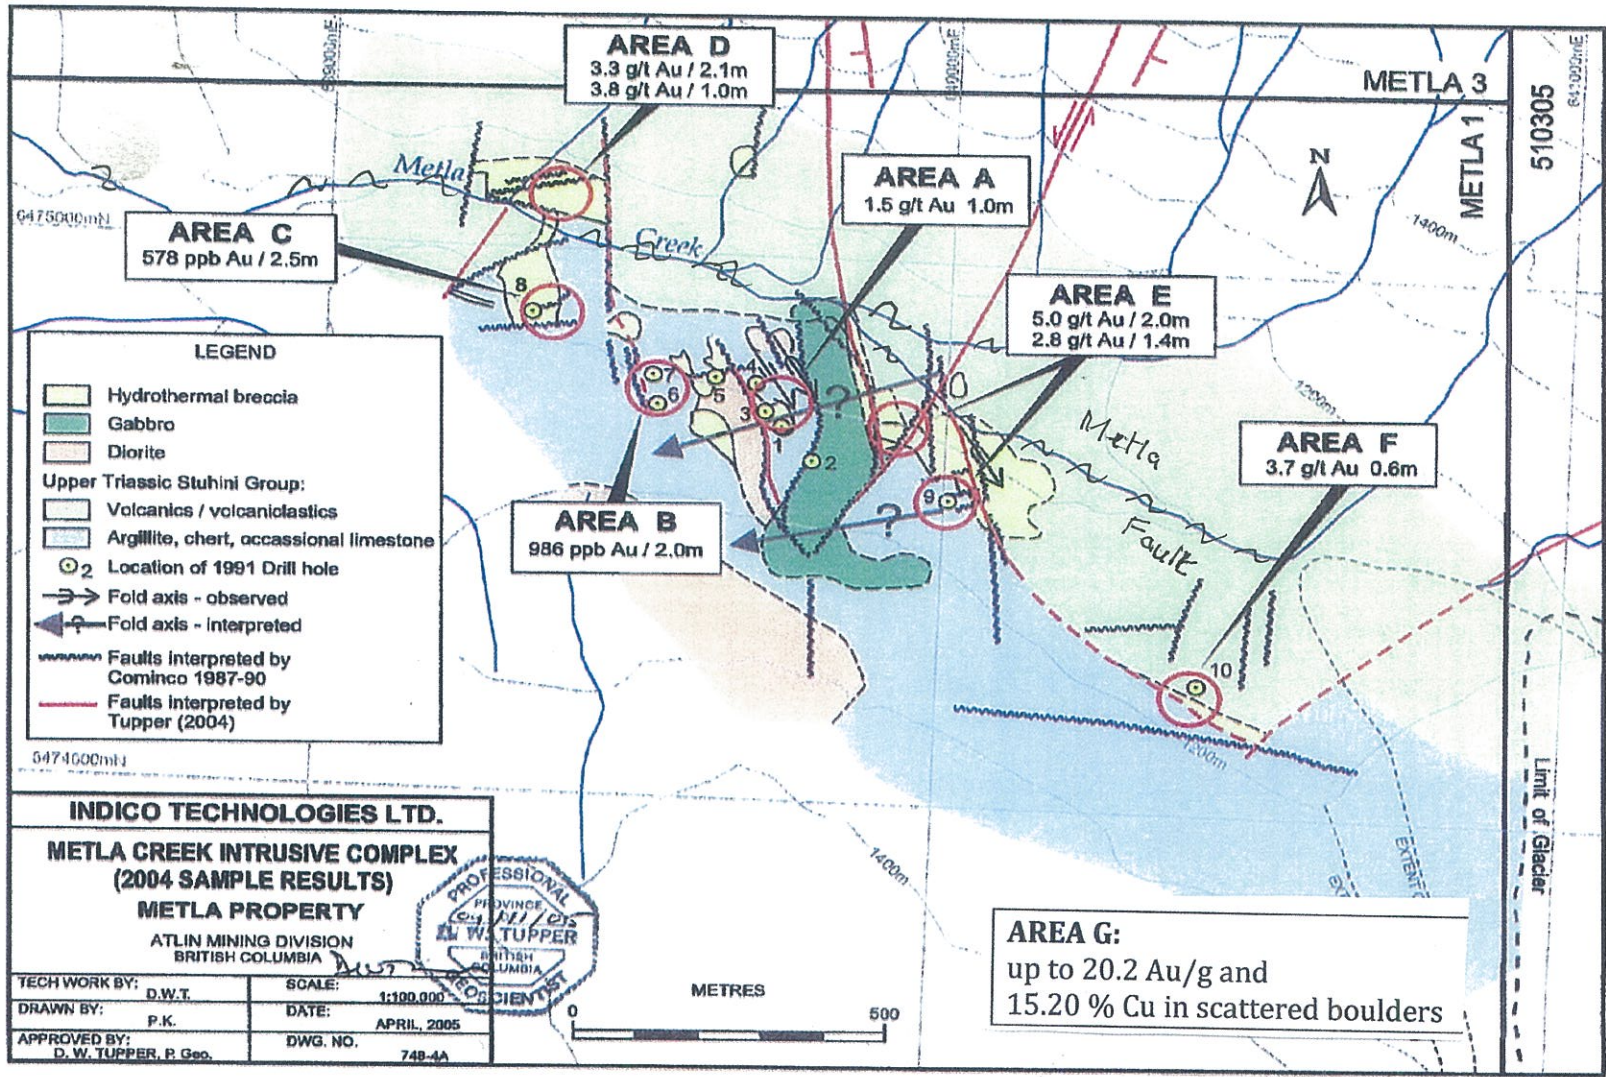 AREA D
3.3 g/t Au / 2.1m
3.8 g/t Au / 1.0m
METLA 3
METLA 1
510305
641000mE
640000mE
N
AREA A
1.5 g/t Au 1.0m
Metla
Creek
6475000mN
AREA C
578 ppb Au / 2.5m
1400m
AREA E
5.0 g/t Au / 2.0m
2.8 g/t Au / 1.4m
1200m
8
7
6
5
4
3
1
2
9
10
?
?
Metla
Fault
AREA F
3.7 g/t Au 0.6m
AREA B
986 ppb Au / 2.0m
LEGEND
Hydrothermal breccia
Gabbro
Diorite
Upper Triassic Stuhini Group:
Volcanics / volcaniclastics
Argillite, chert, occassional limestone
2 Location of 1991 Drill hole
Fold axis - observed
? Fold axis - interpreted
Faults interpreted by
Cominco 1987-90
Faults interpreted by
Tupper (2004)
1200m
1400m
Limit of Glacier
INDICO TECHNOLOGIES LTD.
METLA CREEK INTRUSIVE COMPLEX
(2004 SAMPLE RESULTS)
METLA PROPERTY
ATLIN MINING DIVISION
BRITISH COLUMBIA
TECH WORK BY:
D.W.T.
SCALE:
1:100,000
DRAWN BY:
P.K.
DATE:
APRIL, 2005
APPROVED BY:
D. W. TUPPER, P. Geo.
DWG. NO.
748-4A
PROFESSIONAL
PROVINCE
OF
D. W. TUPPER
BRITISH
COLUMBIA
GEOSCIENTIST
METRES
0
500
AREA G:
up to 20.2 Au/g and
15.20 % Cu in scattered boulders